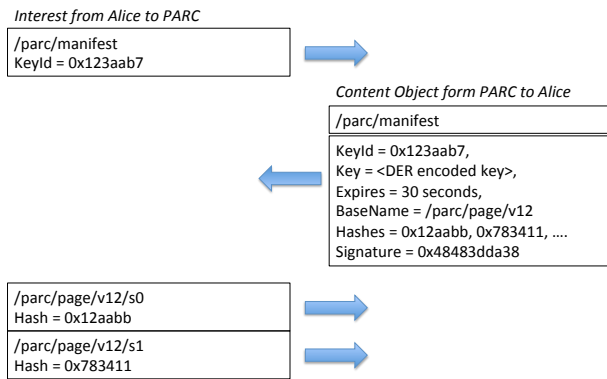 Interest from Alice to PARC
/parc/manifest
KeyId = 0x123aab7
Content Object form PARC to Alice
/parc/manifest
KeyId = 0x123aab7,
Key = <DER encoded key>,
Expires = 30 seconds,
BaseName = /parc/page/v12
Hashes = 0x12aabb, 0x783411, ....
Signature = 0x48483dda38
/parc/page/v12/s0
Hash = 0x12aabb
/parc/page/v12/s1
Hash = 0x783411